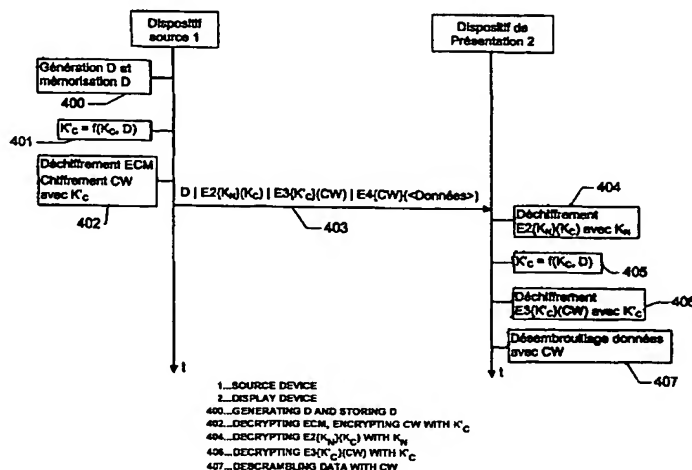 Dispositif
source 1
Dispositif de
Présentation 2
Génération D et
mémorisation D
400
K'C = f(KC, D)
401
Déchiffrement ECM
Chiffrement CW
avec K'C
402
D | E2{KN}(KC) | E3{K'C}(CW) | E4{CW}(<Données>)
403
404
Déchiffrement
E2{KN}(KC) avec KN
K'C = f(KC, D)
405
Déchiffrement
E3{K'C}(CW) avec K'C
406
Désembrouillage données
avec CW
407
t
t
1...SOURCE DEVICE
2...DISPLAY DEVICE
400...GENERATING D AND STORING D
402...DECRYPTING ECM, ENCRYPTING CW WITH K'C
404...DECRYPTING E2{KN}(KC) WITH KN
406...DECRYPTING E3{K'C}(CW) WITH K'C
407...DESCRAMBLING DATA WITH CW